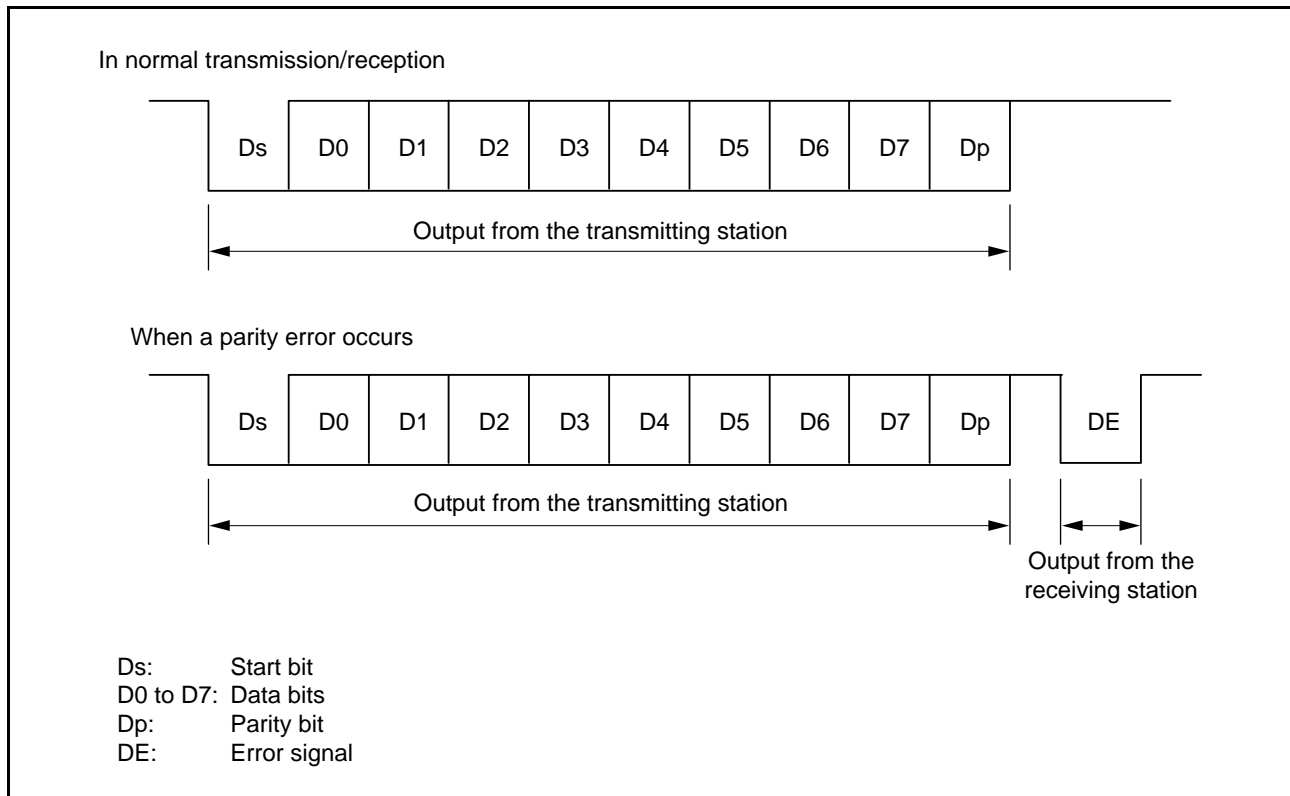 In normal transmission/reception
Ds D0 D1 D2 D3 D4 D5 D6 D7 Dp
Output from the transmitting station
When a parity error occurs
Ds D0 D1 D2 D3 D4 D5 D6 D7 Dp DE
Output from the transmitting station
Output from the
receiving station
Ds: Start bit
D0 to D7: Data bits
Dp: Parity bit
DE: Error signal